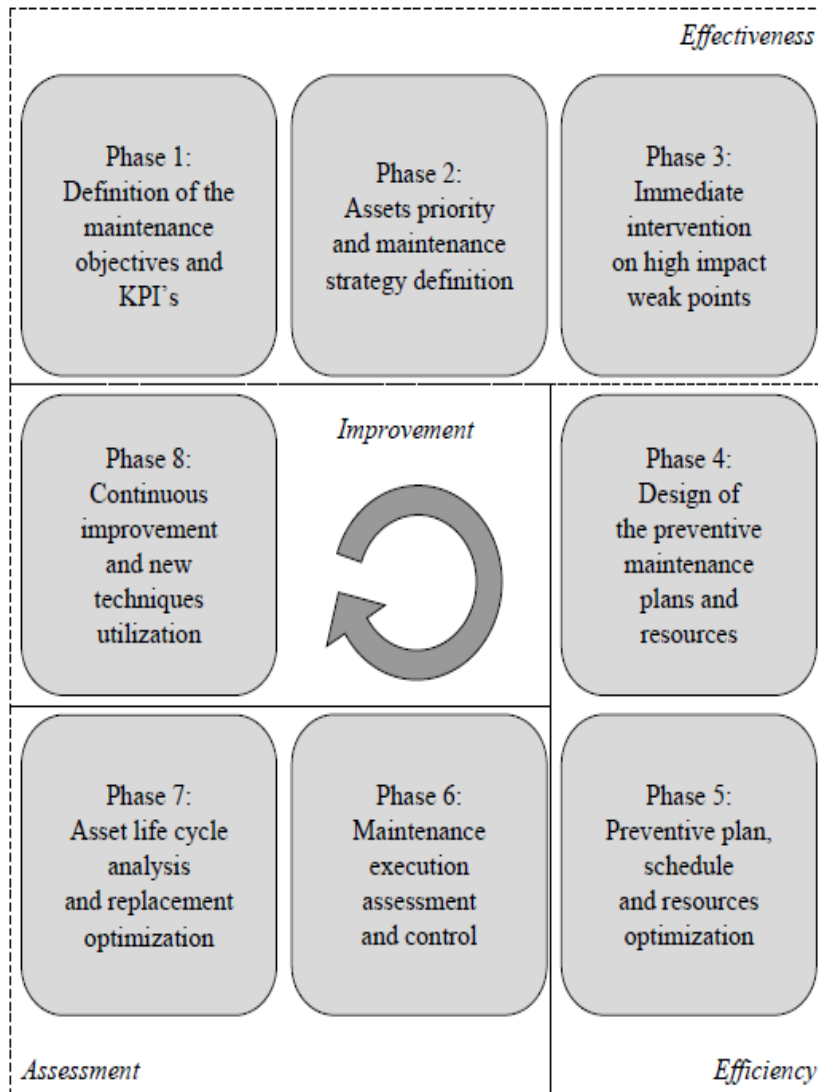 Effectiveness
Phase 1:
Definition of the
maintenance
objectives and
KPI's
Phase 2:
Assets priority
and maintenance
strategy definition
Phase 3:
Immediate
intervention
on high impact
weak points
Phase 8:
Continuous
improvement
and new
techniques
utilization
Improvement
Phase 4:
Design of
the preventive
maintenance
plans and
resources
Phase 7:
Asset life cycle
analysis
and replacement
optimization
Phase 6:
Maintenance
execution
assessment
and control
Phase 5:
Preventive plan,
schedule
and resources
optimization
Assessment
Efficiency